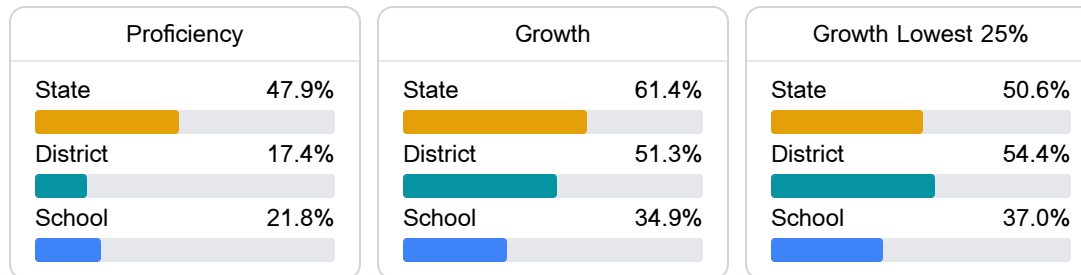 Proficiency
State 47.9%
District 17.4%
School 21.8%
Growth
State 61.4%
District 51.3%
School 34.9%
Growth Lowest 25%
State 50.6%
District 54.4%
School 37.0%